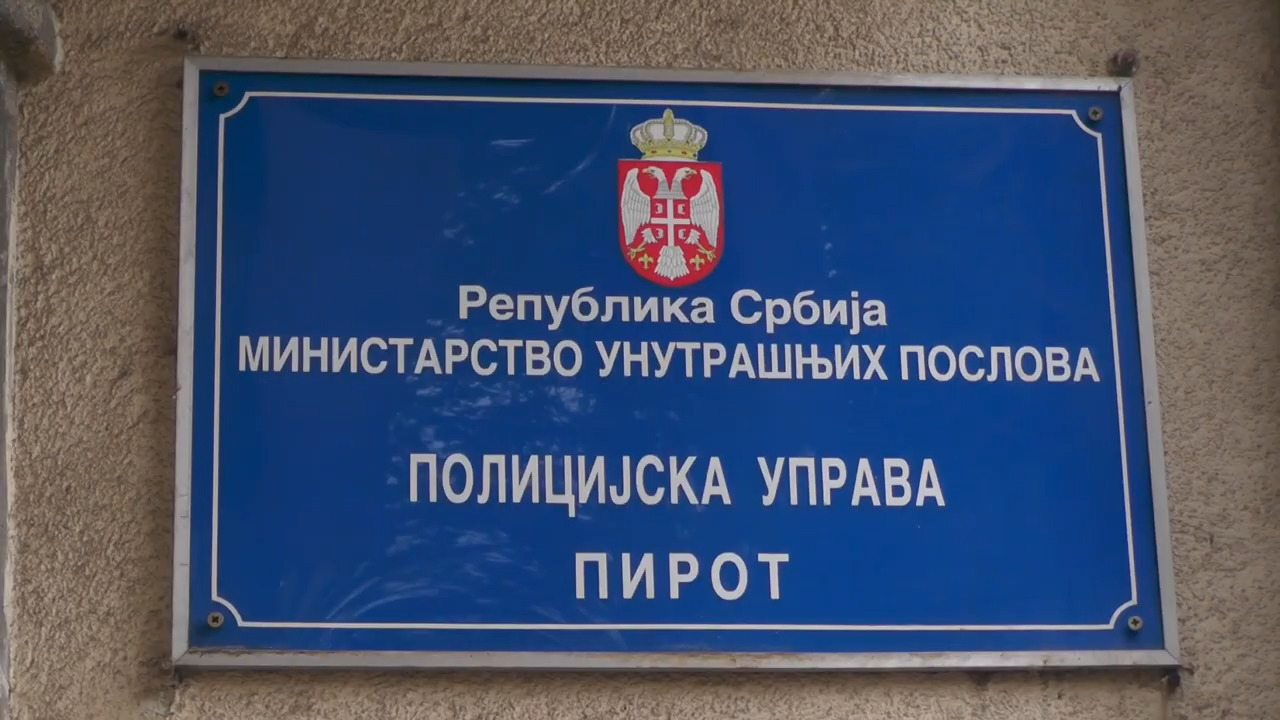 Република Србија
МИНИСТАРСТВО УНУТРАШЊИХ ПОСЛОВА
ПОЛИЦИЈСКА УПРАВА
ПИРОТ